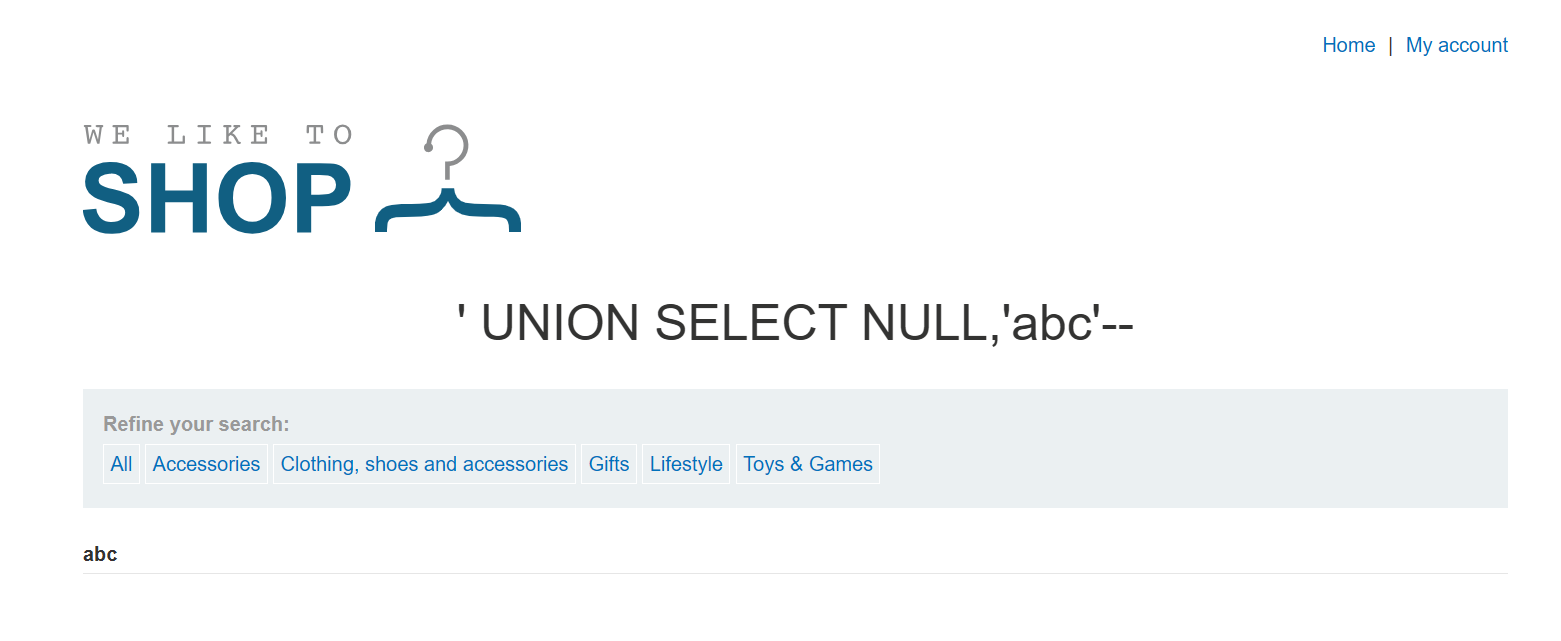 Home | My account
WE LIKE TO
SHOP
' UNION SELECT NULL,'abc'--
Refine your search:
All Accessories Clothing, shoes and accessories Gifts Lifestyle Toys & Games
abc